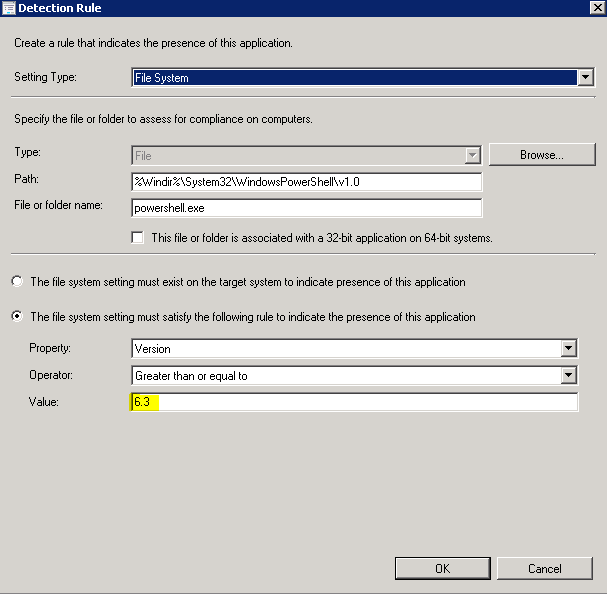 Detection Rule
Create a rule that indicates the presence of this application.
Setting Type: File System
Specify the file or folder to assess for compliance on computers.
Type: File Browse...
Path: %Windir%\System32\WindowsPowerShell\v1.0
File or folder name: powershell.exe
This file or folder is associated with a 32-bit application on 64-bit systems.
The file system setting must exist on the target system to indicate presence of this application
The file system setting must satisfy the following rule to indicate the presence of this application
Property: Version
Operator: Greater than or equal to
Value: 6.3
OK Cancel